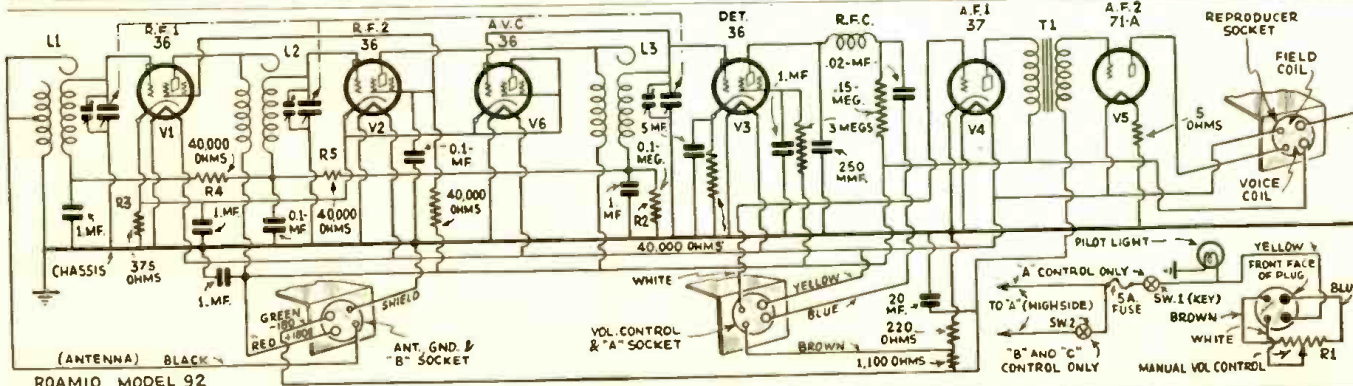 R.F.1
36
L1
V1
L2
R.F.2
36
V2
A.V.C
36
V6
L3
DET.
36
V3
R.F.C.
.02-MF.
.15-
MEG.
1.MF
3 MEGS
250
MMF.
A.F.1
37
V4
T1
A.F.2
71-A
V5
REPRODUCER
SOCKET
FIELD
COIL
5
OHMS
VOICE
COIL
40,000
OHMS
R4
R5
40,000
OHMS
0.1-
MF
40,000
OHMS
.5 MF.
0.1-
MEG.
1.
MF
R2
40,000 OHMS
1.MF.
R3
375
OHMS
1.MF.
0.1-
MF.
1.MF.
CHASSIS
GREEN
-180
RED
+180
SHIELD
(ANTENNA)
BLACK
ANT. GND. &
"B" SOCKET
WHITE
YELLOW
BLUE
VOL. CONTROL
& "A" SOCKET
BROWN
20
MF.
220
OHMS
1,100 OHMS
PILOT LIGHT
YELLOW
FRONT FACE
OF PLUG
"A" CONTROL ONLY
TO "A" (HIGHSIDE)
5A.
FUSE
SW.1 (KEY)
SW2
"B" AND "C"
CONTROL ONLY
BROWN
BLUE
WHITE
R1
MANUAL VOL CONTROL
ROAMIO MODEL 92